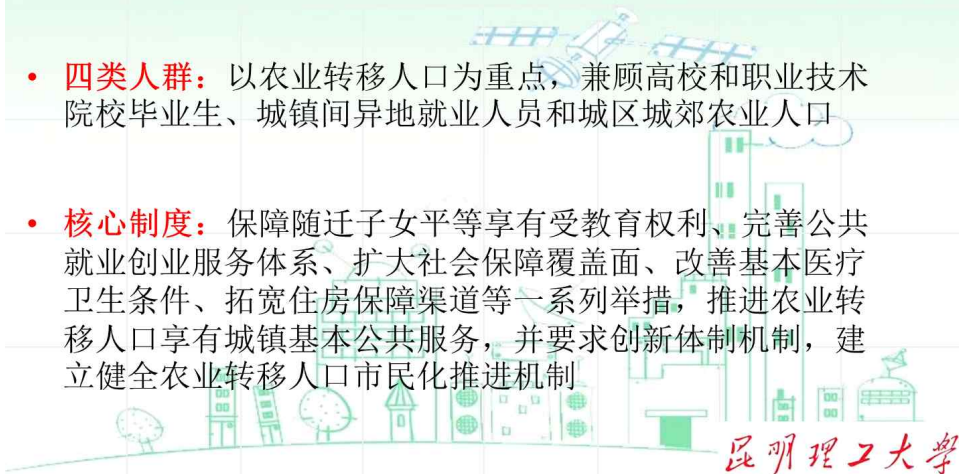 • 四类人群：以农业转移人口为重点，兼顾高校和职业技术
院校毕业生、城镇间异地就业人员和城区城郊农业人口
• 核心制度：保障随迁子女平等享有受教育权利、完善公共
就业创业服务体系、扩大社会保障覆盖面、改善基本医疗
卫生条件、拓宽住房保障渠道等一系列举措，推进农业转
移人口享有城镇基本公共服务，并要求创新体制机制，建
立健全农业转移人口市民化推进机制
昆明理工大学